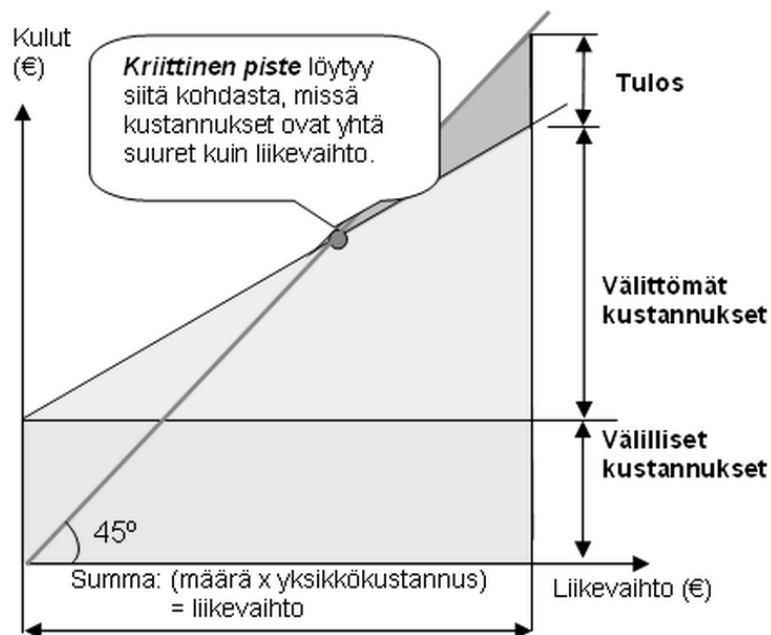 Kulut
(€)
Kriittinen piste löytyy
siitä kohdasta, missä
kustannukset ovat yhtä
suuret kuin liikevaihto.
Tulos
Välittömät
kustannukset
Välilliset
kustannukset
45º
Summa: (määrä x yksikkökustannus)
= liikevaihto
Liikevaihto (€)